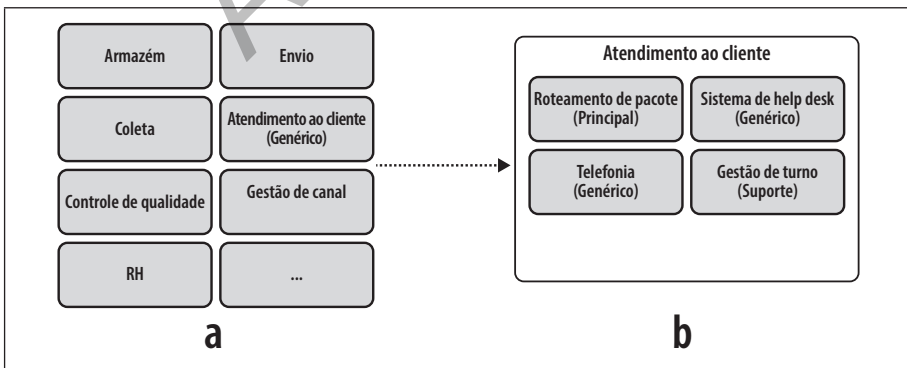 Armazém
Envio
Coleta
Atendimento ao cliente
(Genérico)
Controle de qualidade
Gestão de canal
RH
...
a
Atendimento ao cliente
Roteamento de pacote
(Principal)
Sistema de help desk
(Genérico)
Telefonia
(Genérico)
Gestão de turno
(Suporte)
b